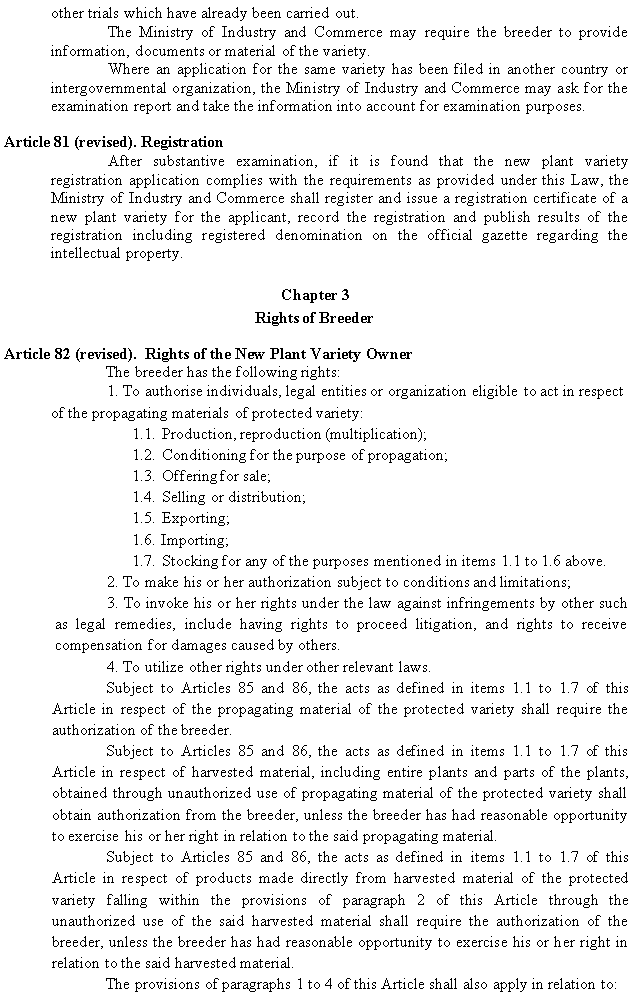 other trials which have already been carried out.
The Ministry of Industry and Commerce may require the breeder to provide
information, documents or material of the variety.
Where an application for the same variety has been filed in another country or
intergovernmental organization, the Ministry of Industry and Commerce may ask for the
examination report and take the information into account for examination purposes.
Article 81 (revised). Registration
After substantive examination, if it is found that the new plant variety
registration application complies with the requirements as provided under this Law, the
Ministry of Industry and Commerce shall register and issue a registration certificate of a
new plant variety for the applicant, record the registration and publish results of the
registration including registered denomination on the official gazette regarding the
intellectual property.
Chapter 3
Rights of Breeder
Article 82 (revised). Rights of the New Plant Variety Owner
The breeder has the following rights:
1. To authorise individuals, legal entities or organization eligible to act in respect
of the propagating materials of protected variety:
1.1. Production, reproduction (multiplication);
1.2. Conditioning for the purpose of propagation;
1.3. Offering for sale;
1.4. Selling or distribution;
1.5. Exporting;
1.6. Importing;
1.7. Stocking for any of the purposes mentioned in items 1.1 to 1.6 above.
2. To make his or her authorization subject to conditions and limitations;
3. To invoke his or her rights under the law against infringements by other such
as legal remedies, include having rights to proceed litigation, and rights to receive
compensation for damages caused by others.
4. To utilize other rights under other relevant laws.
Subject to Articles 85 and 86, the acts as defined in items 1.1 to 1.7 of this
Article in respect of the propagating material of the protected variety shall require the
authorization of the breeder.
Subject to Articles 85 and 86, the acts as defined in items 1.1 to 1.7 of this
Article in respect of harvested material, including entire plants and parts of the plants,
obtained through unauthorized use of propagating material of the protected variety shall
obtain authorization from the breeder, unless the breeder has had reasonable opportunity
to exercise his or her right in relation to the said propagating material.
Subject to Articles 85 and 86, the acts as defined in items 1.1 to 1.7 of this
Article in respect of products made directly from harvested material of the protected
variety falling within the provisions of paragraph 2 of this Article through the
unauthorized use of the said harvested material shall require the authorization of the
breeder, unless the breeder has had reasonable opportunity to exercise his or her right in
relation to the said harvested material.
The provisions of paragraphs 1 to 4 of this Article shall also apply in relation to: